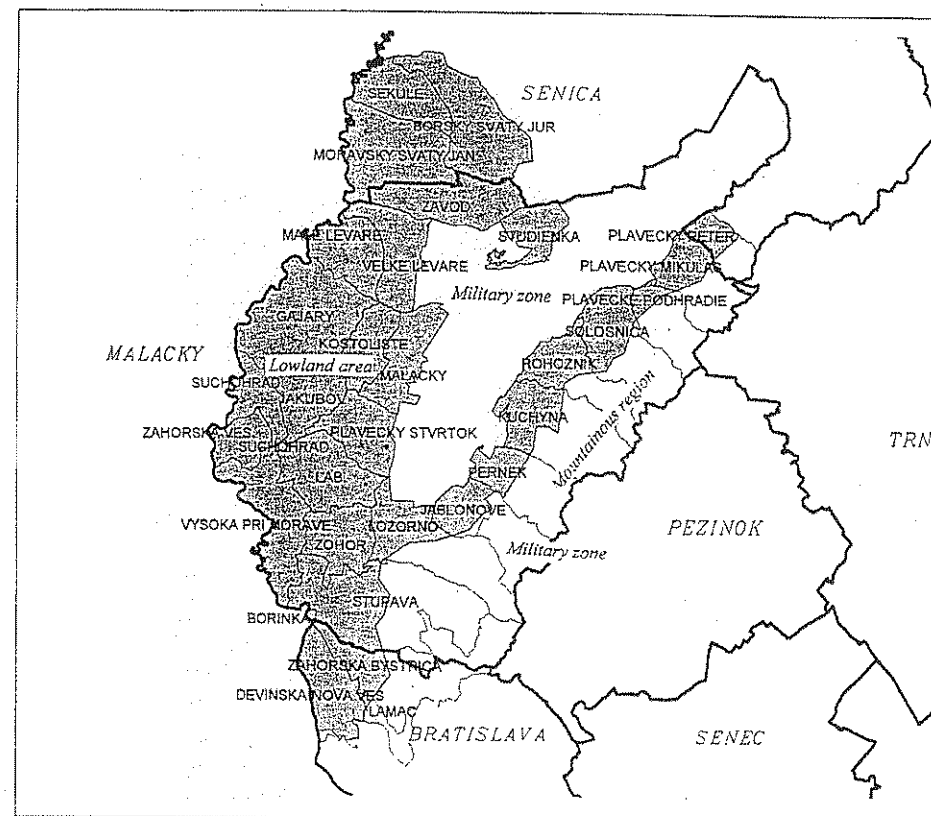 SENICA
SEKULE
BORSKY SVATY JUR
MORAVSKY SVATY JAN
ZAVOD
MALE LEVARE
STUDIENKA
PLAVECKY PETER
VELKE LEVARE
PLAVECKY MIKULAS
Military zone
PLAVECKE PODHRADIE
GAJARY
SOLOSNICA
KOSTOLISTE
MALACKY
Lowland area
ROHOZNIK
MALACKY
SUCHOHRAD
JAKUBOV
KUCHYNA
Mountainous region
ZAHORSKA VES
PLAVECKY STVRTOK
SUCHOHRAD
TRN
LAB
PERNEK
JABLONOVE
VYSOKA PRI MORAVE
LOZORNO
PEZINOK
ZOHOR
Military zone
STUPAVA
BORINKA
ZAHORSKA BYSTRICA
DEVINSKA NOVA VES
LAMAC
BRATISLAVA
SENEC